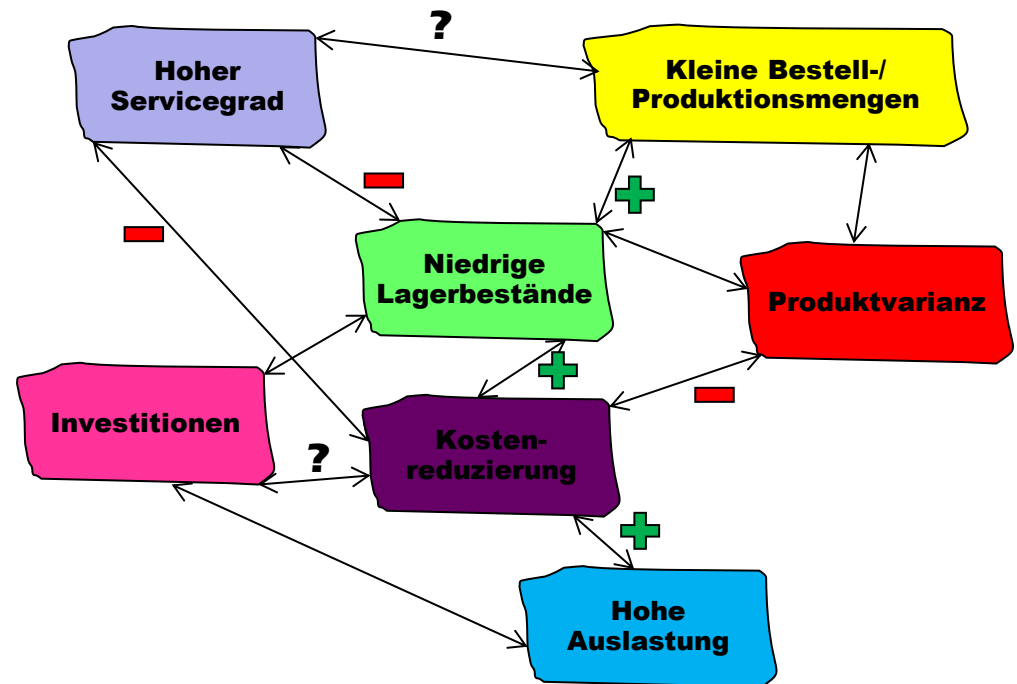 ?
Hoher
Servicegrad
Kleine Bestell-/
Produktionsmengen
Niedrige
Lagerbestände
Produktvarianz
Investitionen
?
Kosten-
reduzierung
Hohe
Auslastung